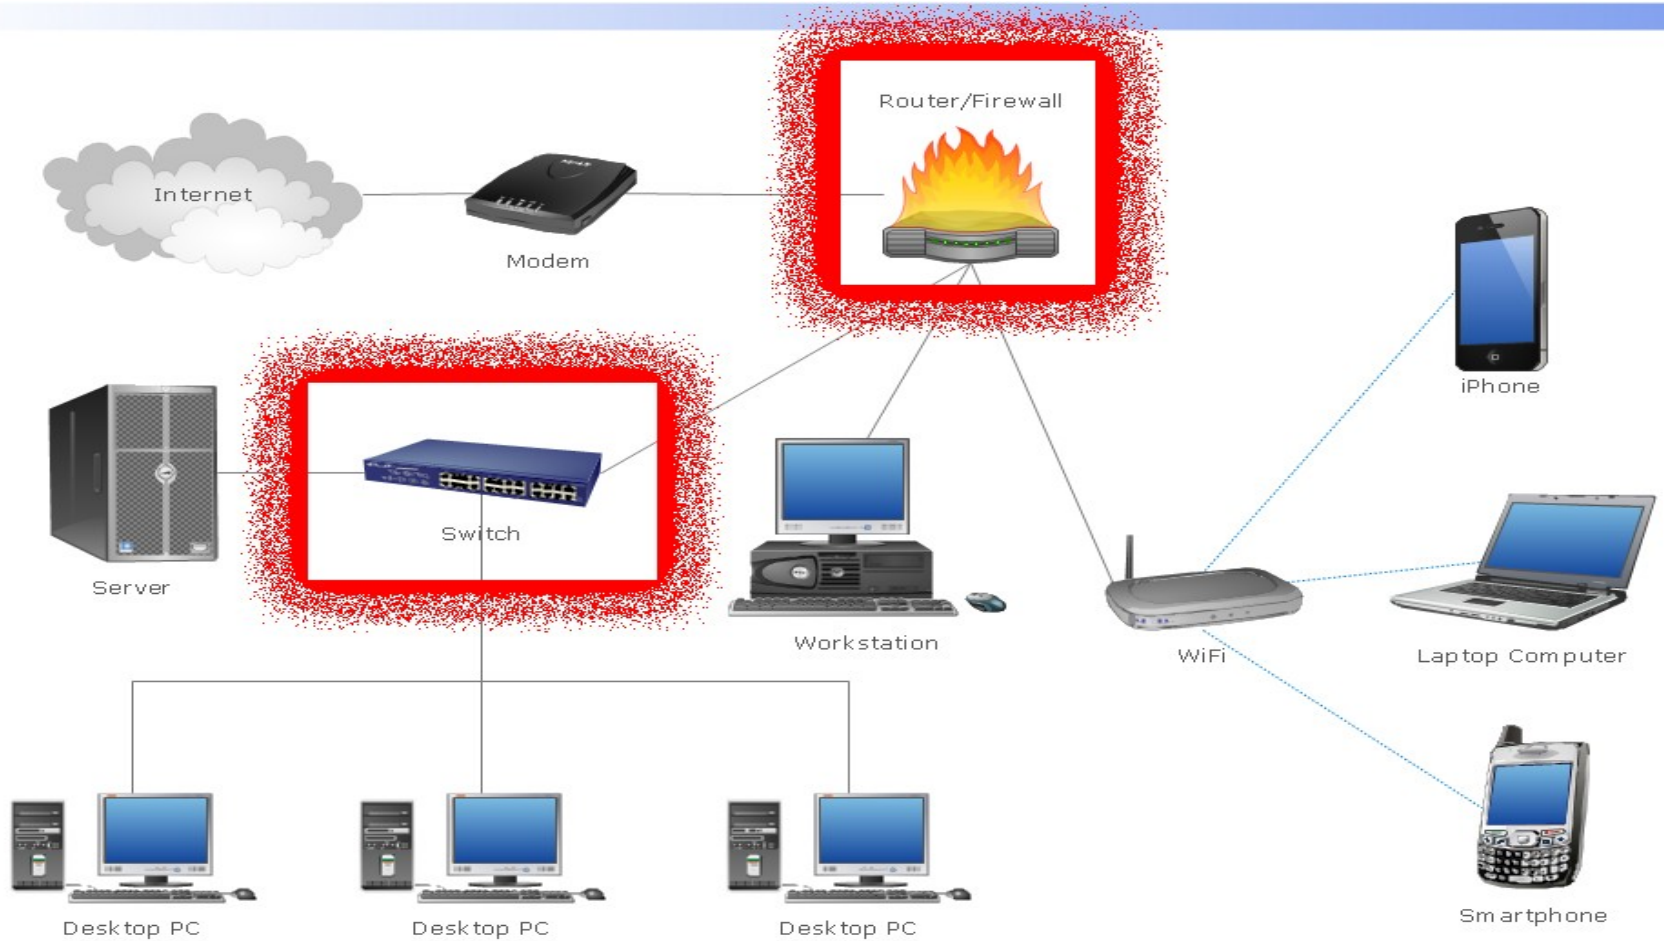 Router/Firewall
Internet
Modem
iPhone
Switch
Server
Workstation
WiFi
Laptop Computer
Smartphone
Desktop PC
Desktop PC
Desktop PC